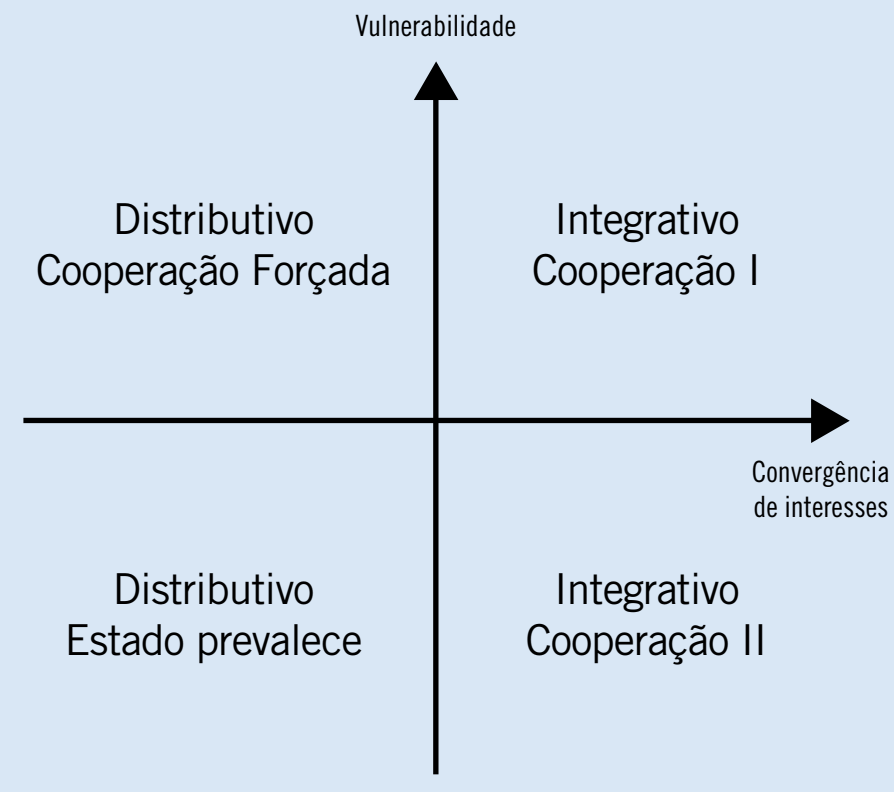 Vulnerabilidade
Distributivo
Cooperação Forçada
Integrativo
Cooperação I
Convergência
de interesses
Distributivo
Estado prevalece
Integrativo
Cooperação II